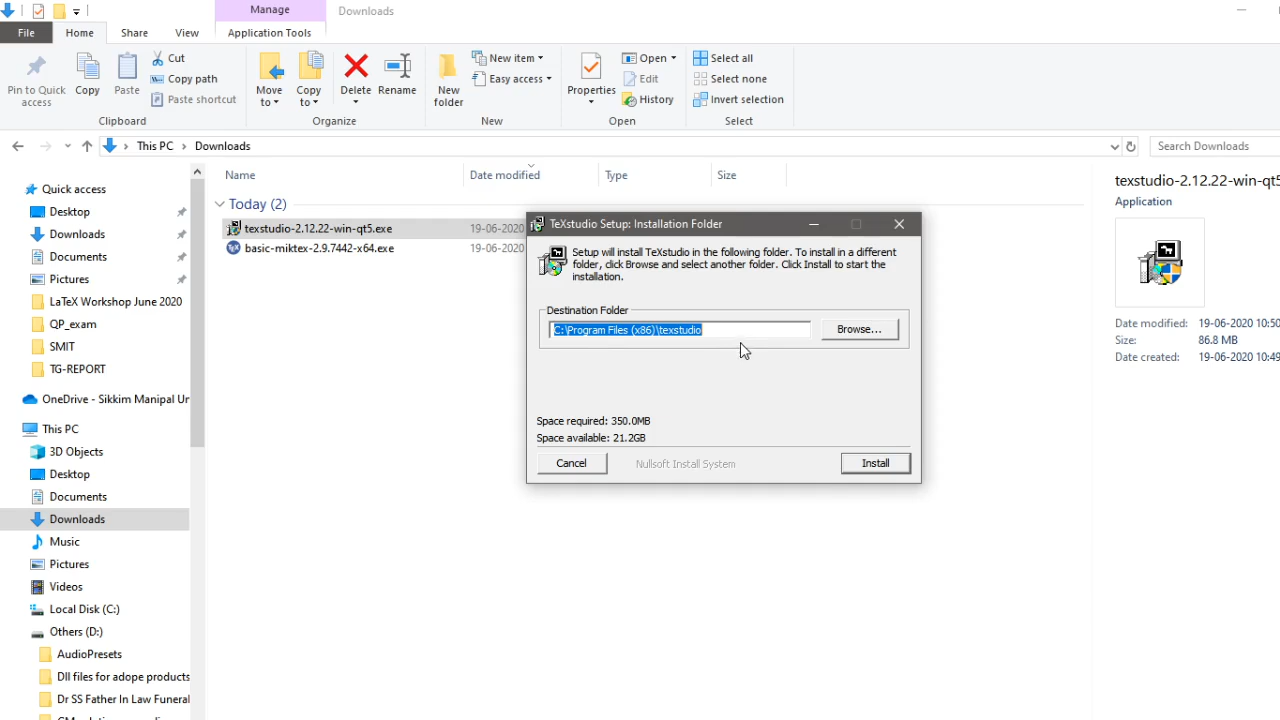 Manage
Downloads
File
Home
Share
View
Application Tools
Pin to Quick access
Copy
Paste
Cut
Copy path
Paste shortcut
Clipboard
Move to
Copy to
Delete
Rename
Organize
New folder
New item
Easy access
New
Properties
Open
Edit
History
Open
Select all
Select none
Invert selection
Select
This PC
Downloads
Search Downloads
Quick access
Desktop
Downloads
Documents
Pictures
LaTeX Workshop June 2020
QP_exam
SMIT
TG-REPORT
OneDrive - Sikkim Manipal Un
This PC
3D Objects
Desktop
Documents
Downloads
Music
Pictures
Videos
Local Disk (C:)
Others (D:)
AudioPresets
Dll files for adope products
Dr SS Father In Law Funeral
Name
Date modified
Type
Size
Today (2)
texstudio-2.12.22-win-qt5.exe
19-06-2020
basic-miktex-2.9.7442-x64.exe
19-06-2020
TeXstudio Setup: Installation Folder
Setup will install TeXstudio in the following folder. To install in a different
folder, click Browse and select another folder. Click Install to start the
installation.
Destination Folder
C:\Program Files (x86)\texstudio
Browse...
Space required: 350.0MB
Space available: 21.2GB
Cancel
Nullsoft Install System
Install
texstudio-2.12.22-win-qt5
Application
Date modified: 19-06-2020 10:50
Size: 86.8 MB
Date created: 19-06-2020 10:49